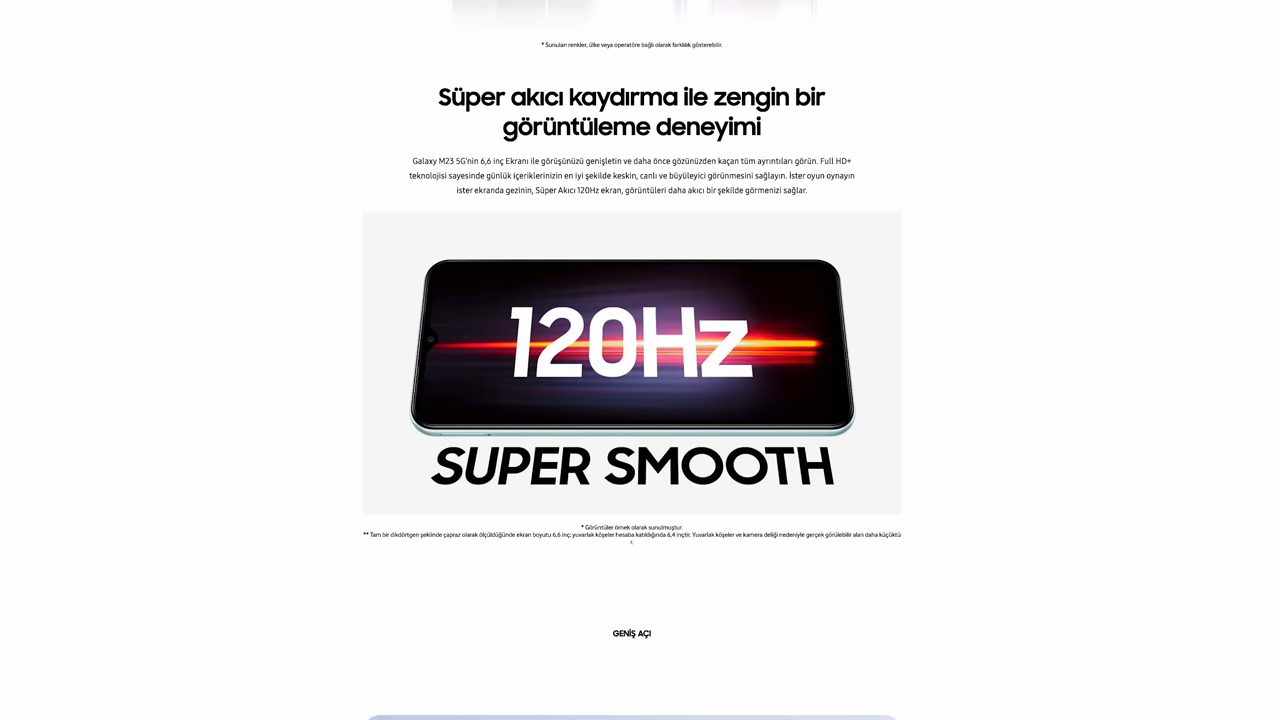 * Sunulan renkler, ülke veya operatöre bağlı olarak farklılık gösterebilir.
Süper akıcı kaydırma ile zengin bir
görüntüleme deneyimi
Galaxy M23 5G'nin 6,6 inç Ekranı ile görüşünüzü genişletin ve daha önce gözünüzden kaçan tüm ayrıntıları görün. Full HD+
teknolojisi sayesinde günlük içeriklerinizin en iyi şekilde keskin, canlı ve büyüleyici görünmesini sağlayın. İster oyun oynayın
ister ekranda gezinin, Süper Akıcı 120Hz ekran, görüntüleri daha akıcı bir şekilde görmenizi sağlar.
120Hz
SUPER SMOOTH
* Görüntüler örnek olarak sunulmuştur.
** Tam bir dikdörtgen şeklinde çapraz olarak ölçüldüğünde ekran boyutu 6,6 inç; yuvarlak köşeler hesaba katıldığında 6,4 inçtir. Yuvarlak köşeler ve kamera deliği nedeniyle gerçek görülebilir alan daha küçüktü
r.
GENİŞ AÇI